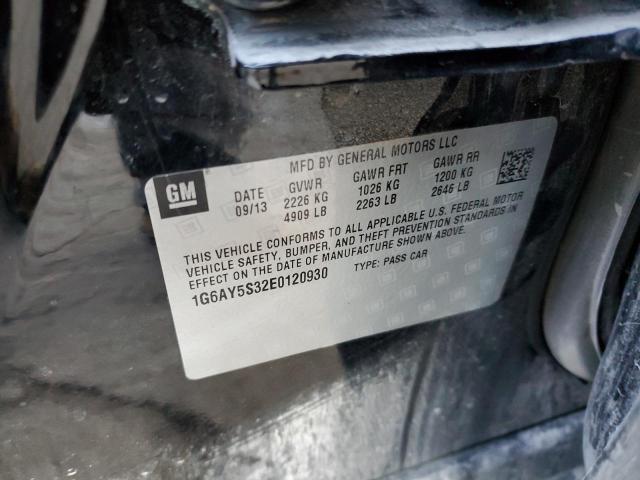 MFD BY GENERAL MOTORS LLC
GM
DATE GVWR GAWR FRT GAWR RR
09/13 2226 KG 1026 KG 1200 KG
4909 LB 2263 LB 2646 LB
THIS VEHICLE CONFORMS TO ALL APPLICABLE U.S. FEDERAL MOTOR
VEHICLE SAFETY, BUMPER, AND THEFT PREVENTION STANDARDS IN
EFFECT ON THE DATE OF MANUFACTURE SHOWN ABOVE.
1G6AY5S32E0120930 TYPE: PASS CAR